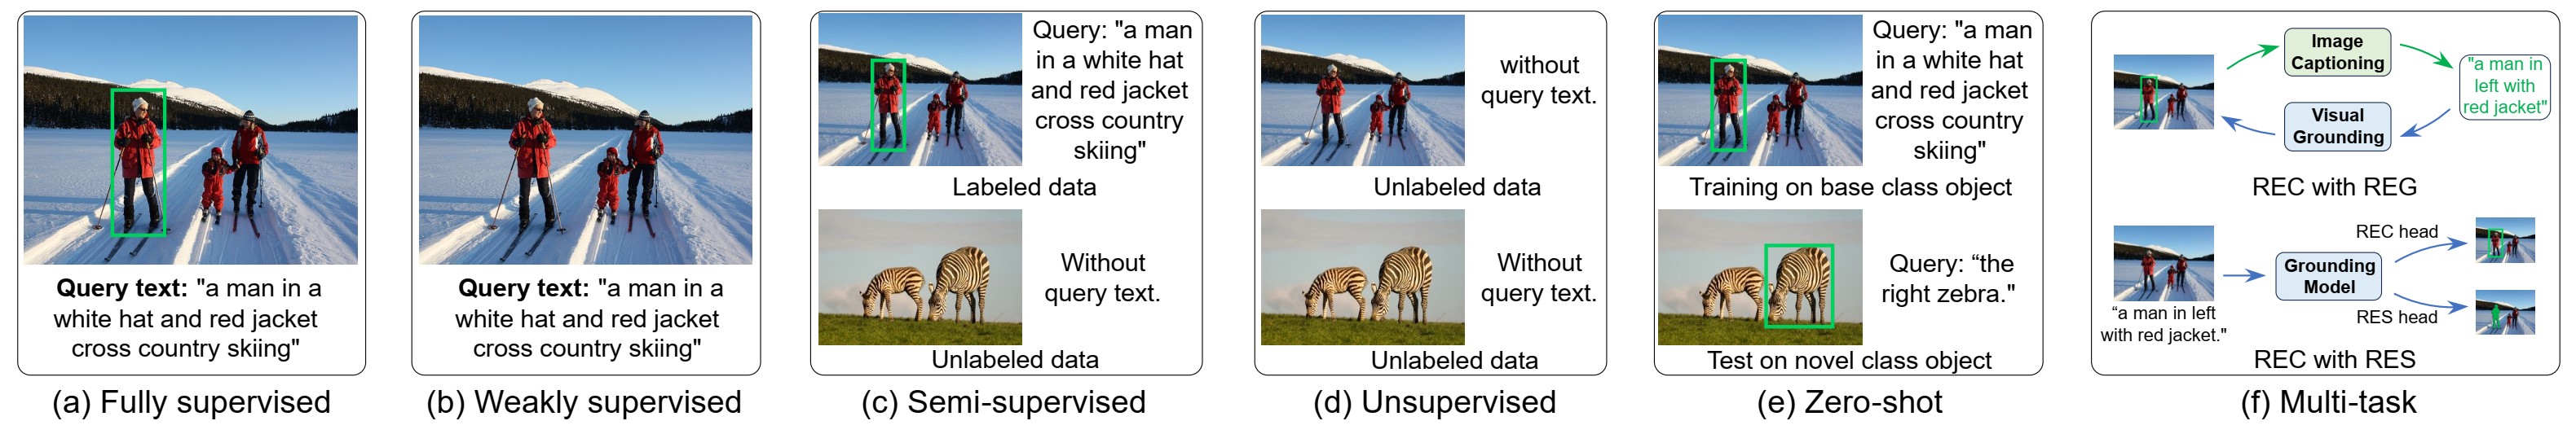 Query text: "a man in a
white hat and red jacket
cross country skiing"
(a) Fully supervised
Query text: "a man in a
white hat and red jacket
cross country skiing"
(b) Weakly supervised
Query: "a man
in a white hat
and red jacket
cross country
skiing"
Labeled data
Without
query text.
Unlabeled data
(c) Semi-supervised
without
query text.
Unlabeled data
Without
query text.
Unlabeled data
(d) Unsupervised
Query: "a man
in a white hat
and red jacket
cross country
skiing"
Training on base class object
Query: “the
right zebra."
Test on novel class object
(e) Zero-shot
Image
Captioning
"a man in
left with
red jacket"
Visual
Grounding
REC with REG
REC head
Grounding
Model
RES head
“a man in left
with red jacket."
REC with RES
(f) Multi-task